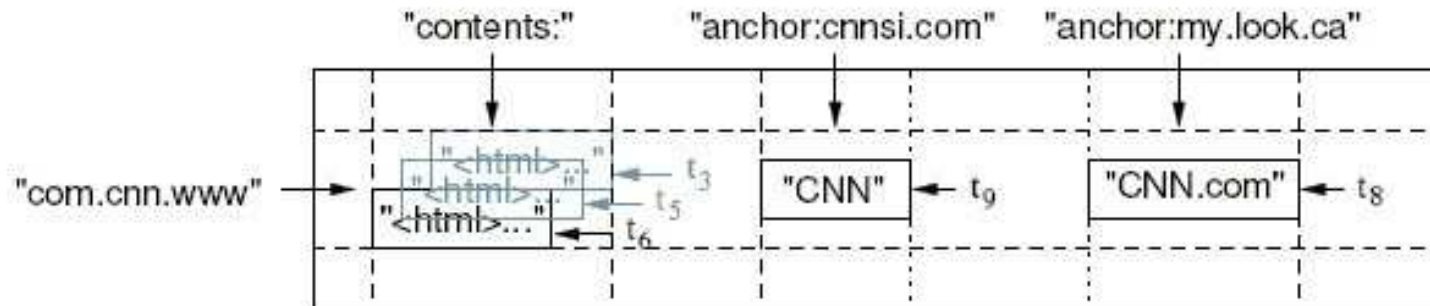 "contents:"
"anchor:cnnsi.com"
"anchor:my.look.ca"
"com.cnn.www"
"<html>..."
t3
"<html>..."
t5
"<html>..."
t6
"CNN"
t9
"CNN.com"
t8